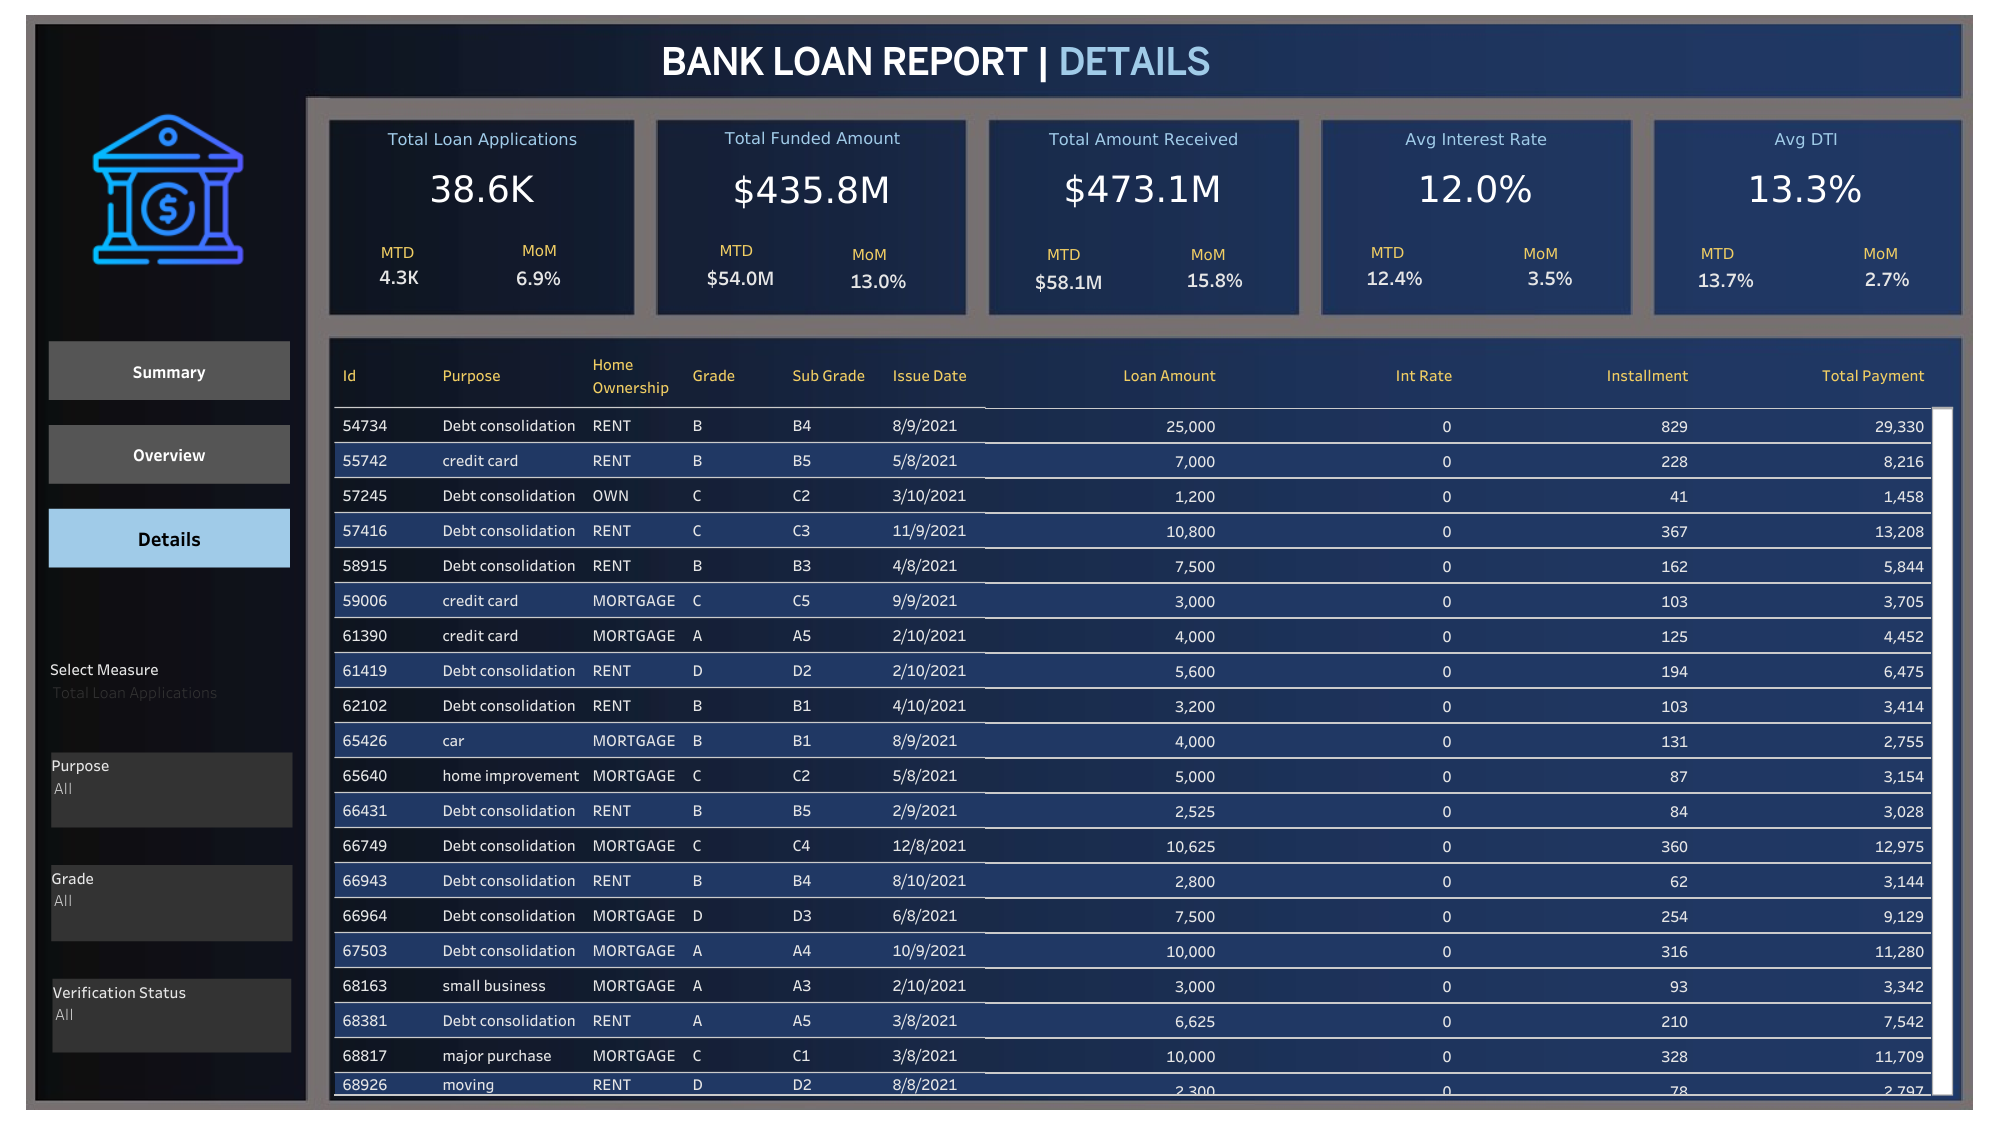 BANK LOAN REPORT | DETAILS
Total Loan Applications
38.6K
MTD MoM
4.3K 6.9%
Total Funded Amount
$435.8M
MTD MoM
$54.0M 13.0%
Total Amount Received
$473.1M
MTD MoM
$58.1M 15.8%
Avg Interest Rate
12.0%
MTD MoM
12.4% 3.5%
Avg DTI
13.3%
MTD MoM
13.7% 2.7%
Summary
Overview
Details
Select Measure
Total Loan Applications
Purpose
All
Grade
All
Verification Status
All
Id Purpose Home Ownership Grade Sub Grade Issue Date Loan Amount Int Rate Installment Total Payment
54734 Debt consolidation RENT B B4 8/9/2021 25,000 0 829 29,330
55742 credit card RENT B B5 5/8/2021 7,000 0 228 8,216
57245 Debt consolidation OWN C C2 3/10/2021 1,200 0 41 1,458
57416 Debt consolidation RENT C C3 11/9/2021 10,800 0 367 13,208
58915 Debt consolidation RENT B B3 4/8/2021 7,500 0 162 5,844
59006 credit card MORTGAGE C C5 9/9/2021 3,000 0 103 3,705
61390 credit card MORTGAGE A A5 2/10/2021 4,000 0 125 4,452
61419 Debt consolidation RENT D D2 2/10/2021 5,600 0 194 6,475
62102 Debt consolidation RENT B B1 4/10/2021 3,200 0 103 3,414
65426 car MORTGAGE B B1 8/9/2021 4,000 0 131 2,755
65640 home improvement MORTGAGE C C2 5/8/2021 5,000 0 87 3,154
66431 Debt consolidation RENT B B5 2/9/2021 2,525 0 84 3,028
66749 Debt consolidation MORTGAGE C C4 12/8/2021 10,625 0 360 12,975
66943 Debt consolidation RENT B B4 8/10/2021 2,800 0 62 3,144
66964 Debt consolidation MORTGAGE D D3 6/8/2021 7,500 0 254 9,129
67503 Debt consolidation MORTGAGE A A4 10/9/2021 10,000 0 316 11,280
68163 small business MORTGAGE A A3 2/10/2021 3,000 0 93 3,342
68381 Debt consolidation RENT A A5 3/8/2021 6,625 0 210 7,542
68817 major purchase MORTGAGE C C1 3/8/2021 10,000 0 328 11,709
68926 moving RENT D D2 8/8/2021 2,300 0 78 2,797